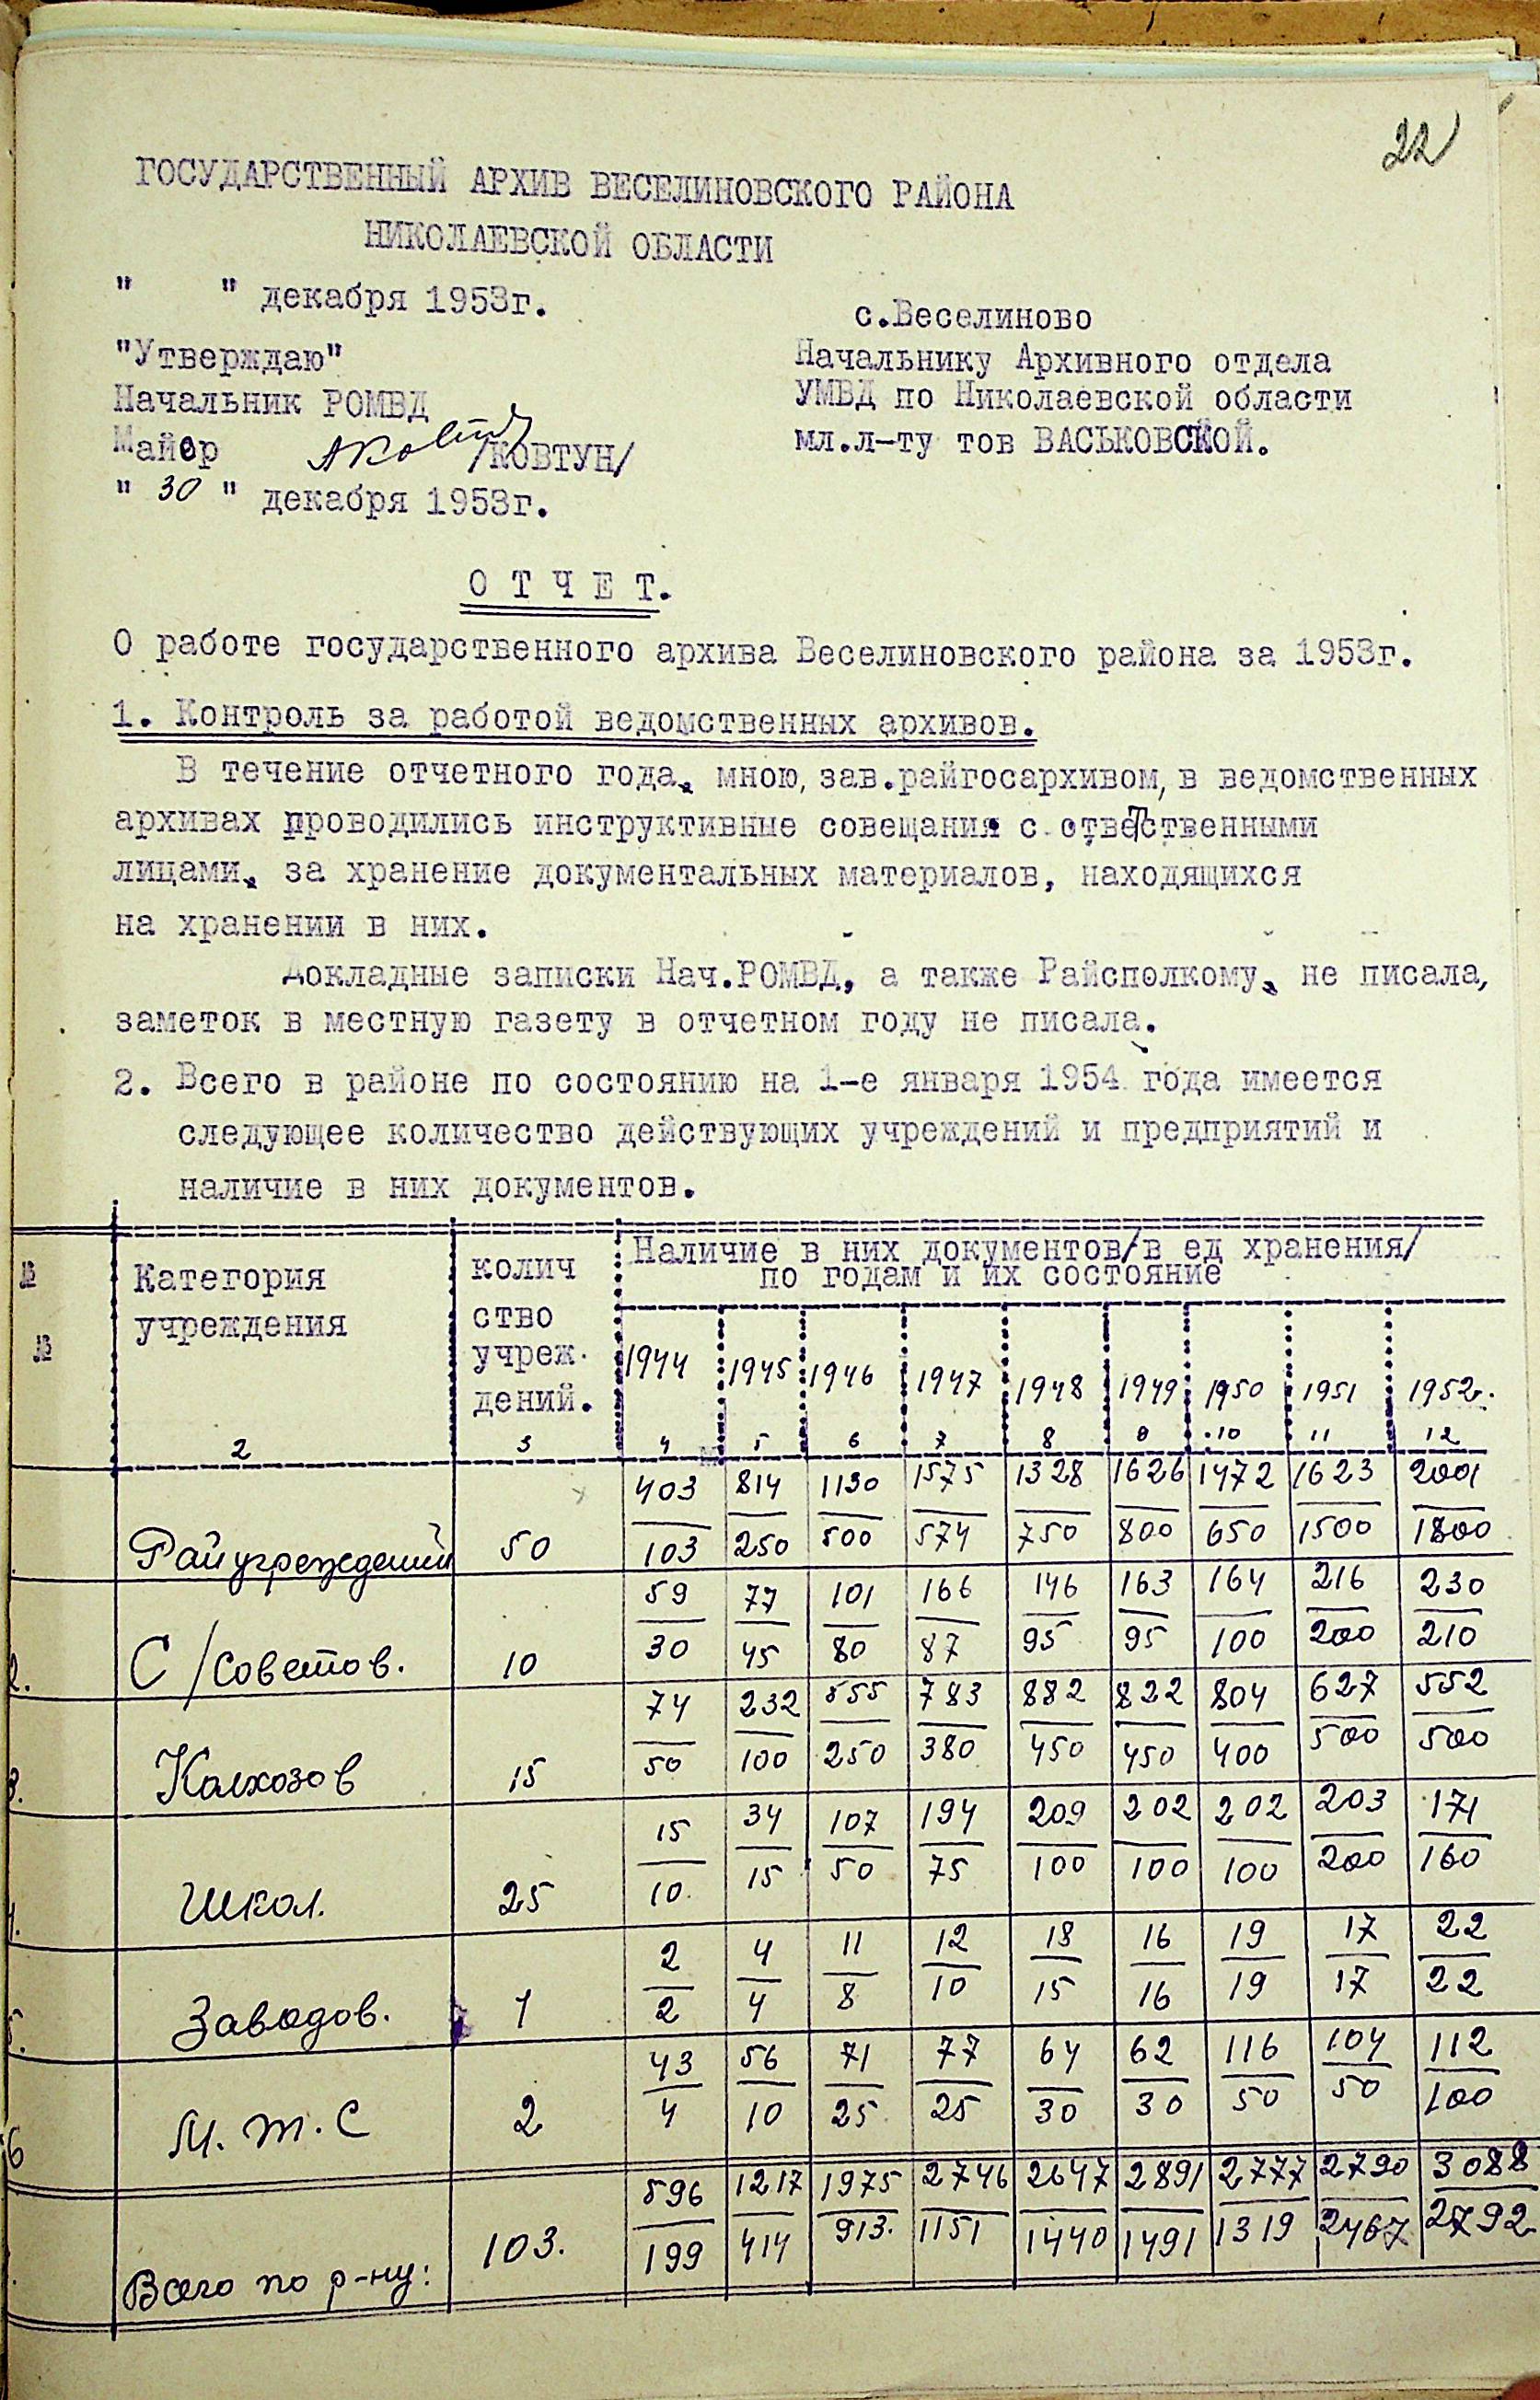 22
ГОСУДАРСТВЕННЫЙ АРХИВ ВЕСЕЛИНОВСКОГО РАЙОНА
НИКОЛАЕВСКОЙ ОБЛАСТИ
" " декабря 1953г.
с.Веселиново
"Утверждаю"
Начальник РОМВД
Майор /КОВТУН/
" 30 " декабря 1953г.
Начальнику Архивного отдела
УМВД по Николаевской области
мл.л-ту тов ВАСЬКОВСКОЙ.
О Т Ч Е Т.
О работе государственного архива Веселиновского района за 1953г.
1. Контроль за работой ведомственных архивов.
В течение отчетного года, мною, зав.райгосархивом, в ведомственных
архивах проводились инструктивные совещания с ответственными
лицами, за хранение документальных материалов, находящихся
на хранении в них.
Докладные записки Нач.РОМВД, а также Райсполкому, не писала,
заметок в местную газету в отчетном году не писала.
2. Всего в районе по состоянию на 1-е января 1954 года имеется
следующее количество действующих учреждений и предприятий и
наличие в них документов.
№ № Категория учреждения колич ство учреж. дений. Наличие в них документов/в ед хранения/
по годам и их состояние
1944 1945 1946 1947 1948 1949 1950 1951 1952г.
2 3 4 5 6 7 8 9 10 11 12
403 814 1130 1575 1328 1626 1472 1623 2001
Райучреждений 50 103 250 500 574 750 800 650 1500 1800
59 77 101 166 146 163 164 216 230
2. С/советов. 10 30 45 80 87 95 95 100 200 210
74 232 555 783 882 822 804 627 552
3. Колхозов 15 50 100 250 380 450 450 400 500 500
15 34 107 194 209 202 202 203 171
4. Школ. 25 10. 15 50 75 100 100 100 200 160
2 4 11 12 18 16 19 17 22
5. Заводов. 1 2 4 8 10 15 16 19 17 22
43 56 71 77 64 62 116 104 112
6 М.Т.С 2 4 10 25 25 30 30 50 50 100
596 1217 1975 2746 2647 2891 2777 2790 3088
Всего по р-ну: 103. 199 414 913. 1151 1440 1491 1319 2467 2792